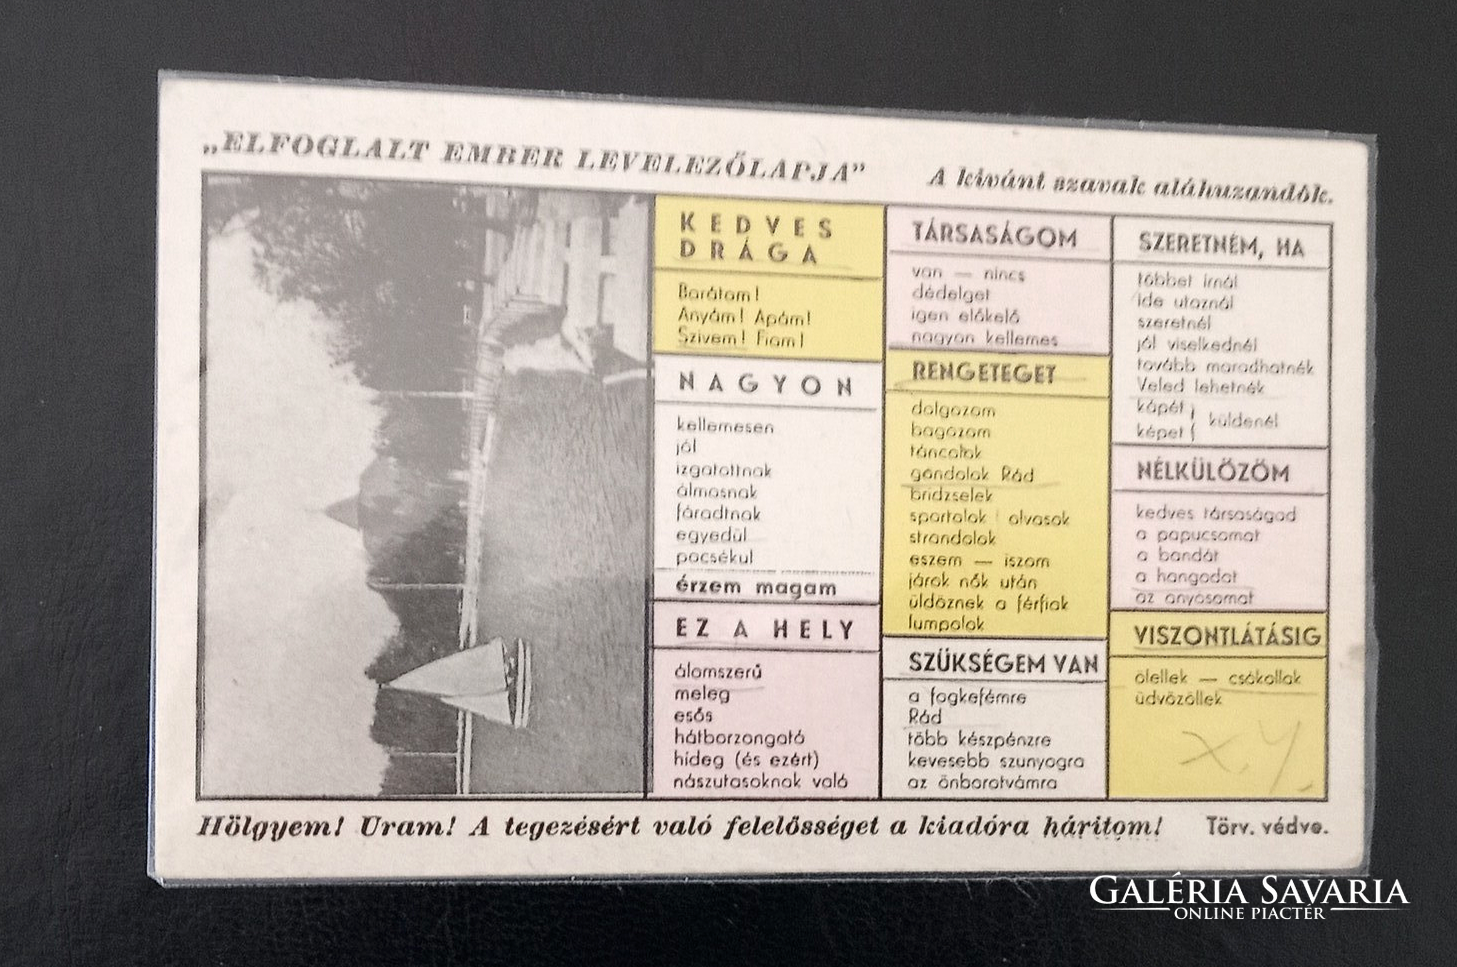 „ELFOGLALT EMBER LEVELEZŐLAPJA”
A kivánt szavak aláhuzandók.
KEDVES
DRÁGA
Barátom!
Anyám! Apám!
Szivem! Fiam!
NAGYON
kellemesen
jól
izgatottnak
álmosnak
fáradtnak
egyedül
pocsékul
érzem magam
EZ A HELY
álomszerű
meleg
esős
hátborzongató
hideg (és ezért)
nászutasoknak való
TÁRSASÁGOM
van — nincs
dédelget
igen előkelő
nagyon kellemes
RENGETEGET
dolgozom
bagozom
táncolok
gondolok Rád
bridzselek
sportolok olvasok
strandolok
eszem — iszom
járok nők után
üldöznek a férfiak
lumpolok
SZÜKSÉGEM VAN
a fogkefémre
Rád
több készpénzre
kevesebb szunyogra
az önborotvámra
SZERETNÉM, HA
többet irnál
ide utaznál
szeretnél
jól viselkednél
tovább maradhatnék
Veled lehetnék
kápét } küldenél
képet
NÉLKÜLÖZÖM
kedves társaságod
a papucsomat
a bandát
a hangodat
az anyósomat
VISZONTLÁTÁSIG
ölellek — csókollak
üdvözöllek
X.Y.
Hölgyem! Uram! A tegezésért való felelősséget a kiadóra háritom!
Törv. védve.
GALÉRIA SAVARIA
ONLINE PIACTÉR